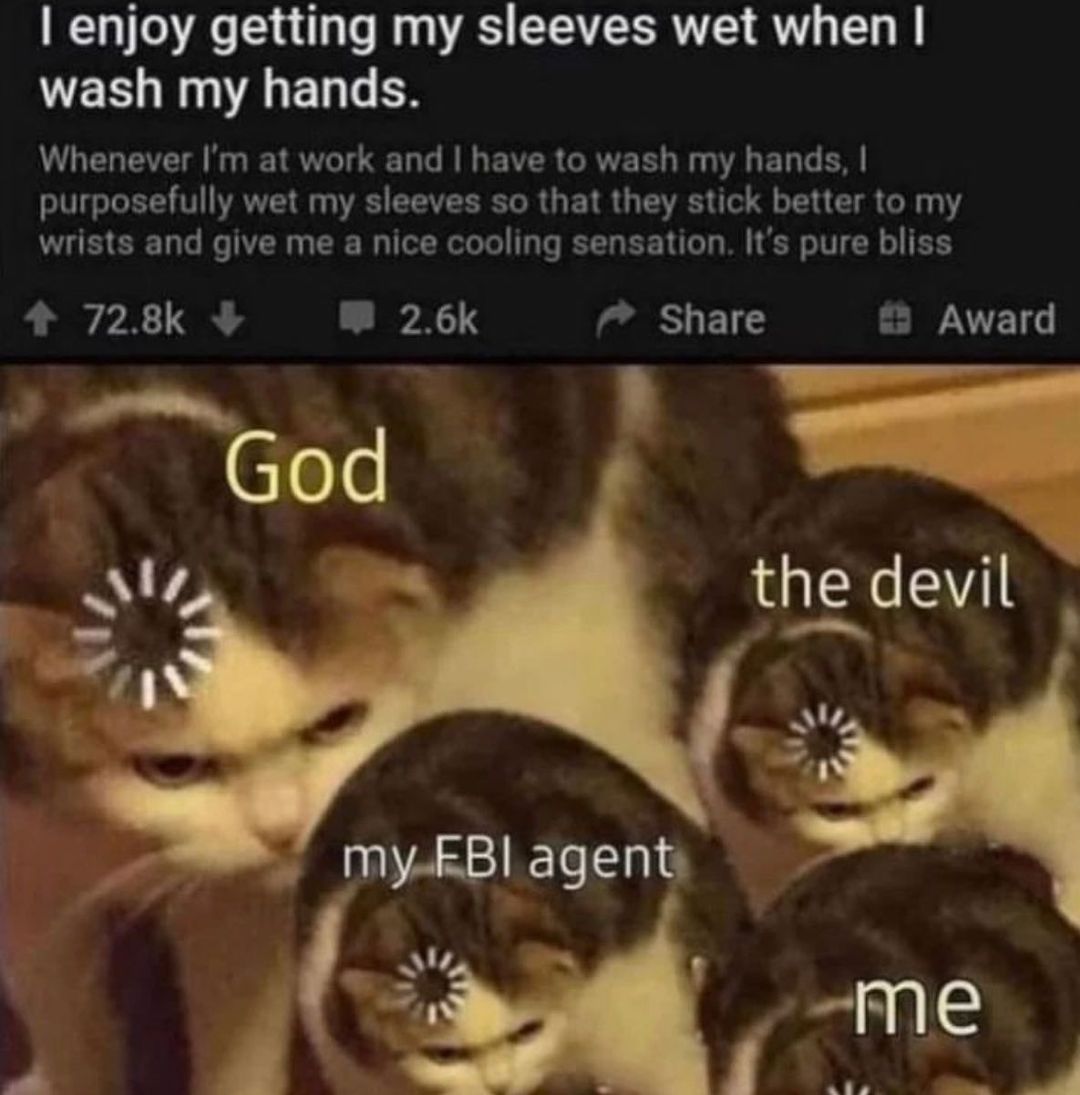 I enjoy getting my sleeves wet when I
wash my hands.
Whenever I'm at work and I have to wash my hands, I
purposefully wet my sleeves so that they stick better to my
wrists and give me a nice cooling sensation. It's pure bliss
72.8k 2.6k Share Award
God
the devil
my FBI agent
me